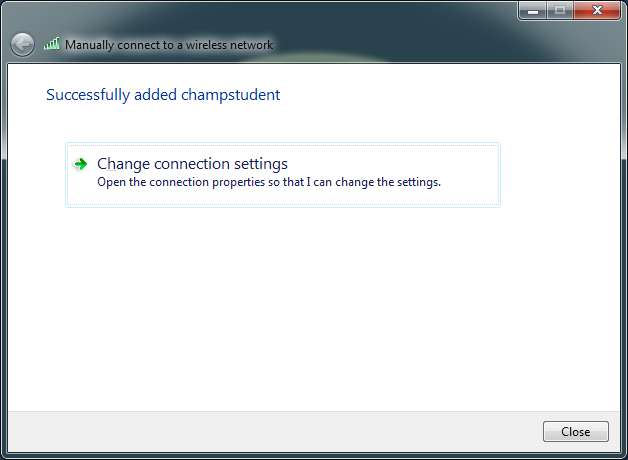 Manually connect to a wireless network
Successfully added champstudent
Change connection settings
Open the connection properties so that I can change the settings.
Close